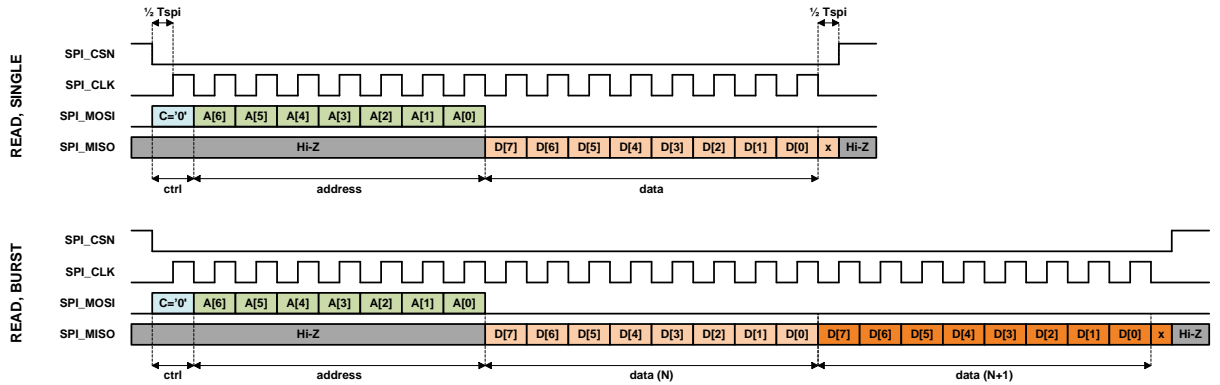 ½ Tspi ½ Tspi
READ, SINGLE
SPI_CSN
SPI_CLK
SPI_MOSI C='0' A[6] A[5] A[4] A[3] A[2] A[1] A[0]
SPI_MISO Hi-Z D[7] D[6] D[5] D[4] D[3] D[2] D[1] D[0] x Hi-Z
ctrl address data
READ, BURST
SPI_CSN
SPI_CLK
SPI_MOSI C='0' A[6] A[5] A[4] A[3] A[2] A[1] A[0]
SPI_MISO Hi-Z D[7] D[6] D[5] D[4] D[3] D[2] D[1] D[0] D[7] D[6] D[5] D[4] D[3] D[2] D[1] D[0] x Hi-Z
ctrl address data (N) data (N+1)